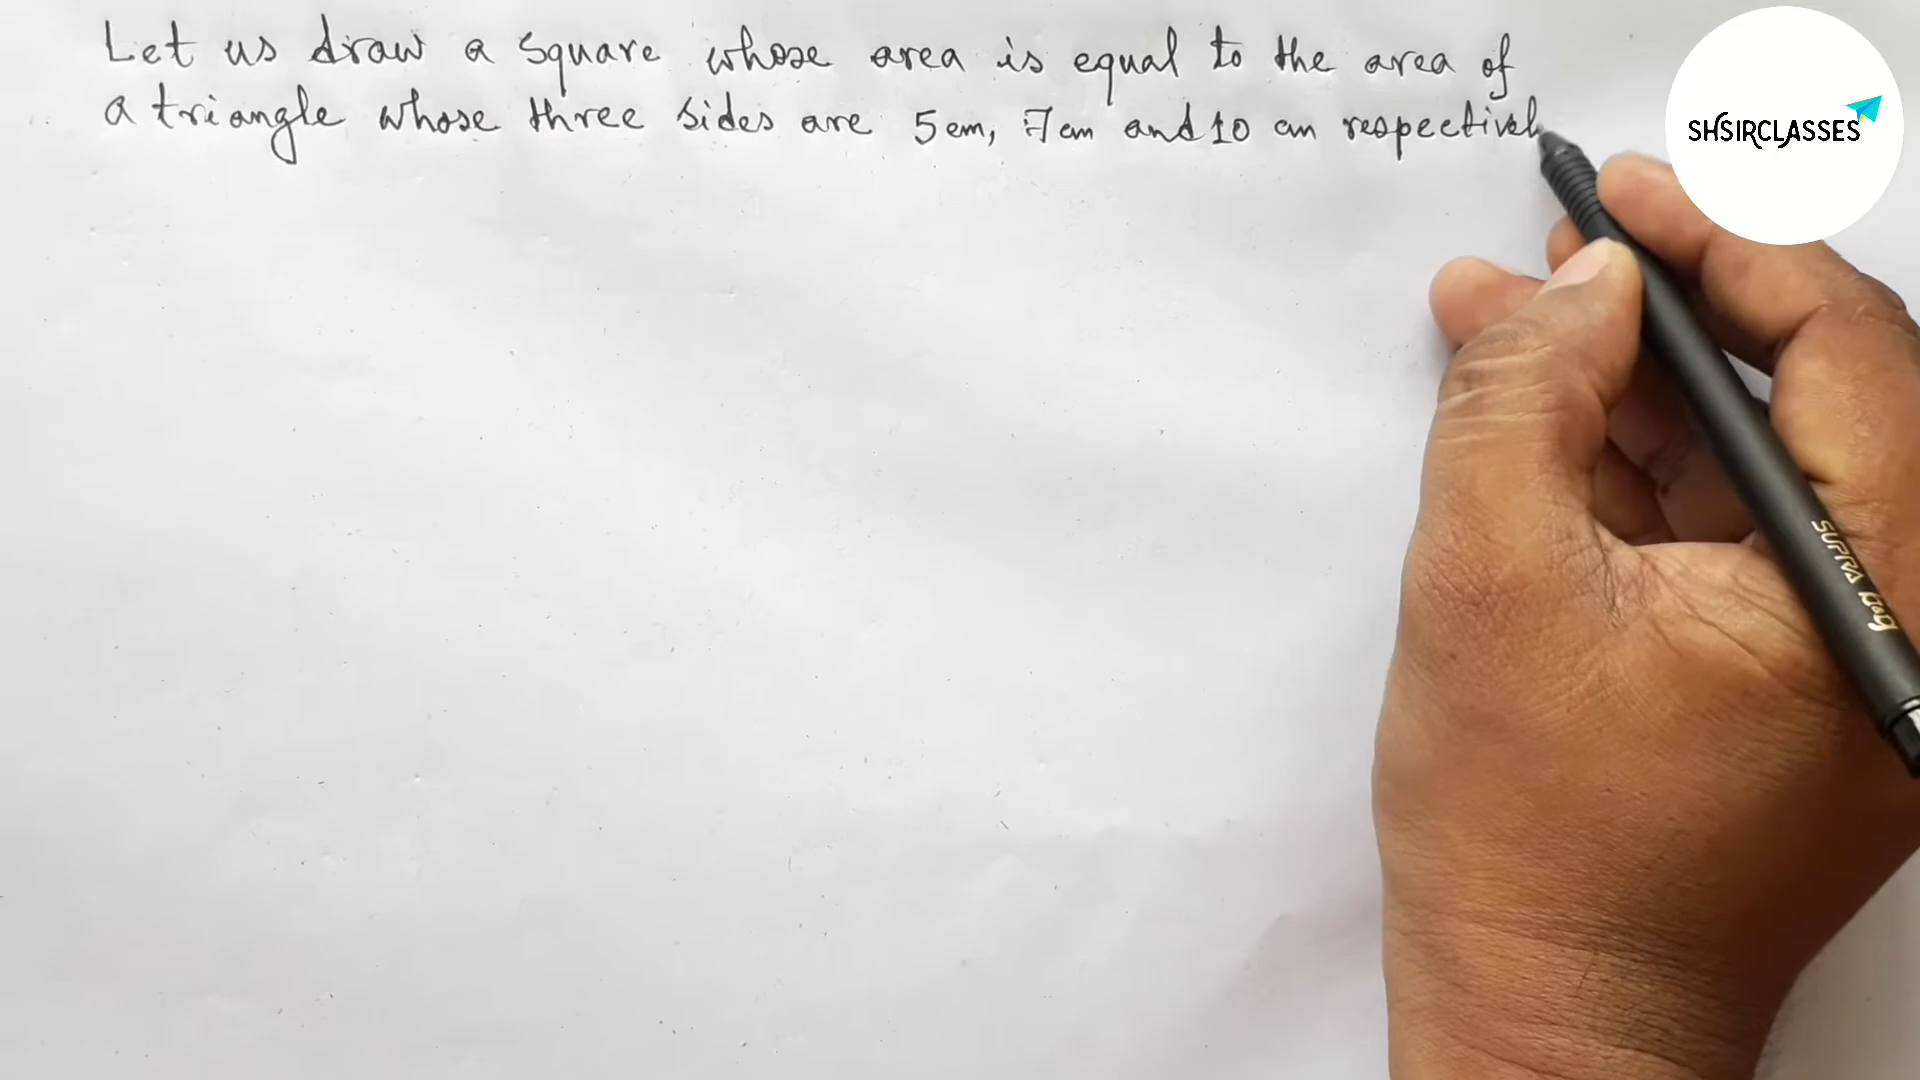 Let us draw a square whose area is equal to the area of
a triangle whose three sides are 5 cm, 7 cm and 10 cm respectivel
SHSIRCLASSES
SUPRA